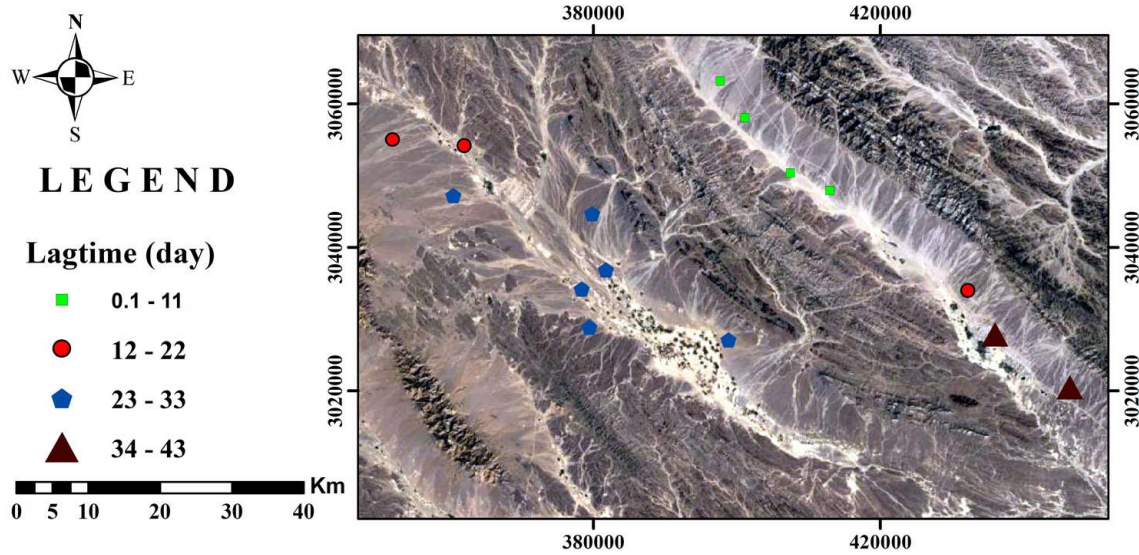 N
W E
S
LEGEND
Lagtime (day)
0.1 - 11
12 - 22
23 - 33
34 - 43
Km
0 5 10 20 30 40
380000 420000
3060000 3060000
3040000 3040000
3020000 3020000
380000 420000